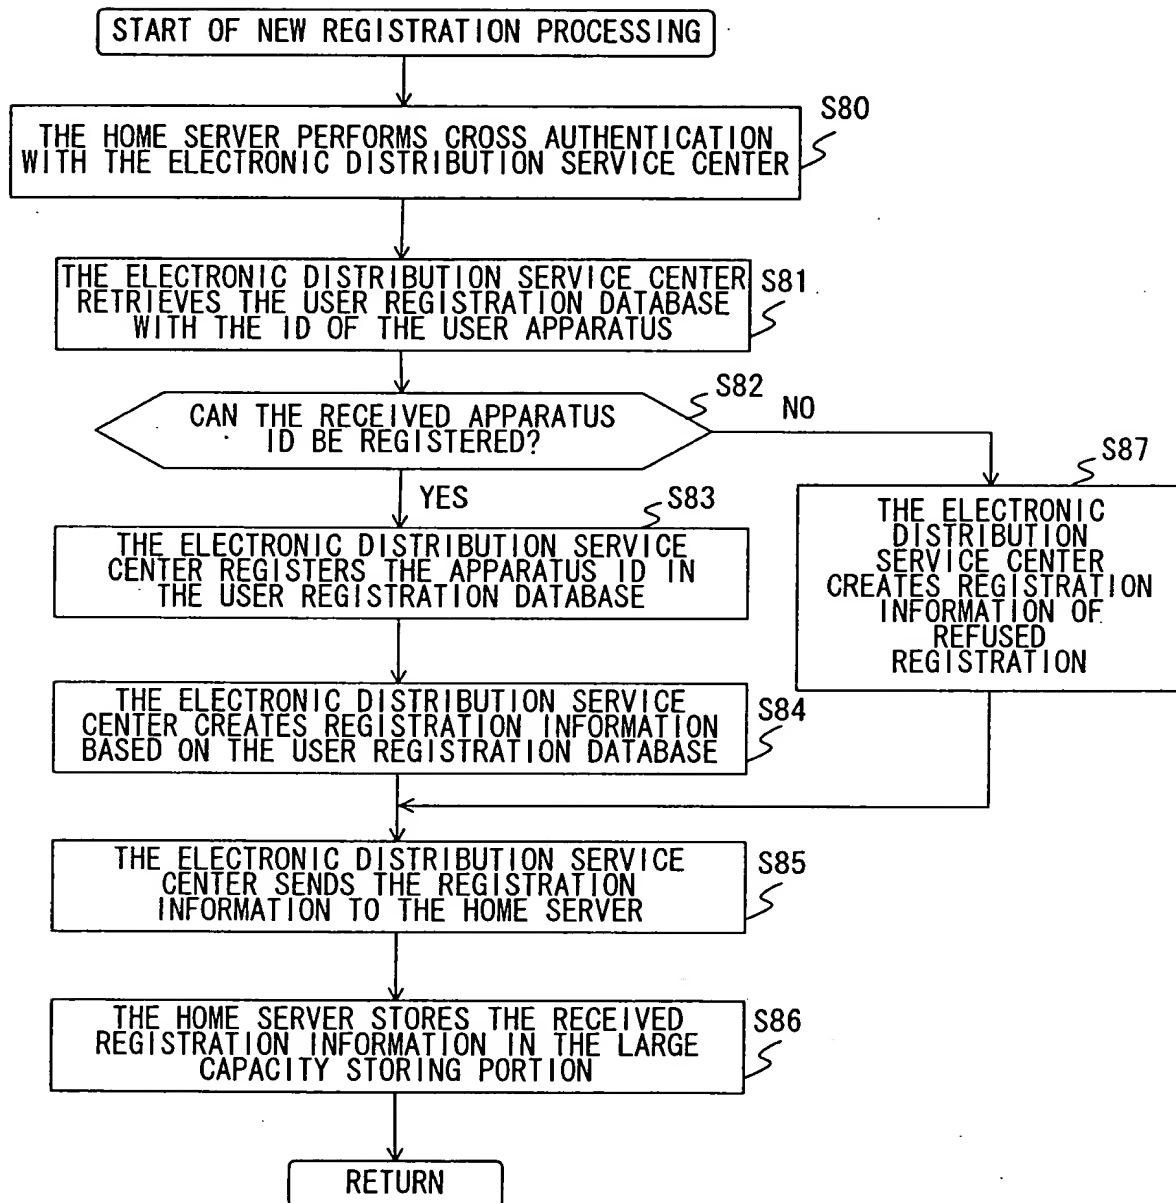 START OF NEW REGISTRATION PROCESSING
S80
THE HOME SERVER PERFORMS CROSS AUTHENTICATION
WITH THE ELECTRONIC DISTRIBUTION SERVICE CENTER
THE ELECTRONIC DISTRIBUTION SERVICE CENTER
RETRIEVES THE USER REGISTRATION DATABASE
WITH THE ID OF THE USER APPARATUS
S81
S82
CAN THE RECEIVED APPARATUS
ID BE REGISTERED?
NO
YES
S83
THE ELECTRONIC DISTRIBUTION SERVICE
CENTER REGISTERS THE APPARATUS ID IN
THE USER REGISTRATION DATABASE
S87
THE ELECTRONIC
DISTRIBUTION
SERVICE CENTER
CREATES REGISTRATION
INFORMATION OF
REFUSED
REGISTRATION
THE ELECTRONIC DISTRIBUTION SERVICE
CENTER CREATES REGISTRATION INFORMATION
BASED ON THE USER REGISTRATION DATABASE
S84
THE ELECTRONIC DISTRIBUTION SERVICE
CENTER SENDS THE REGISTRATION
INFORMATION TO THE HOME SERVER
S85
THE HOME SERVER STORES THE RECEIVED
REGISTRATION INFORMATION IN THE LARGE
CAPACITY STORING PORTION
S86
RETURN